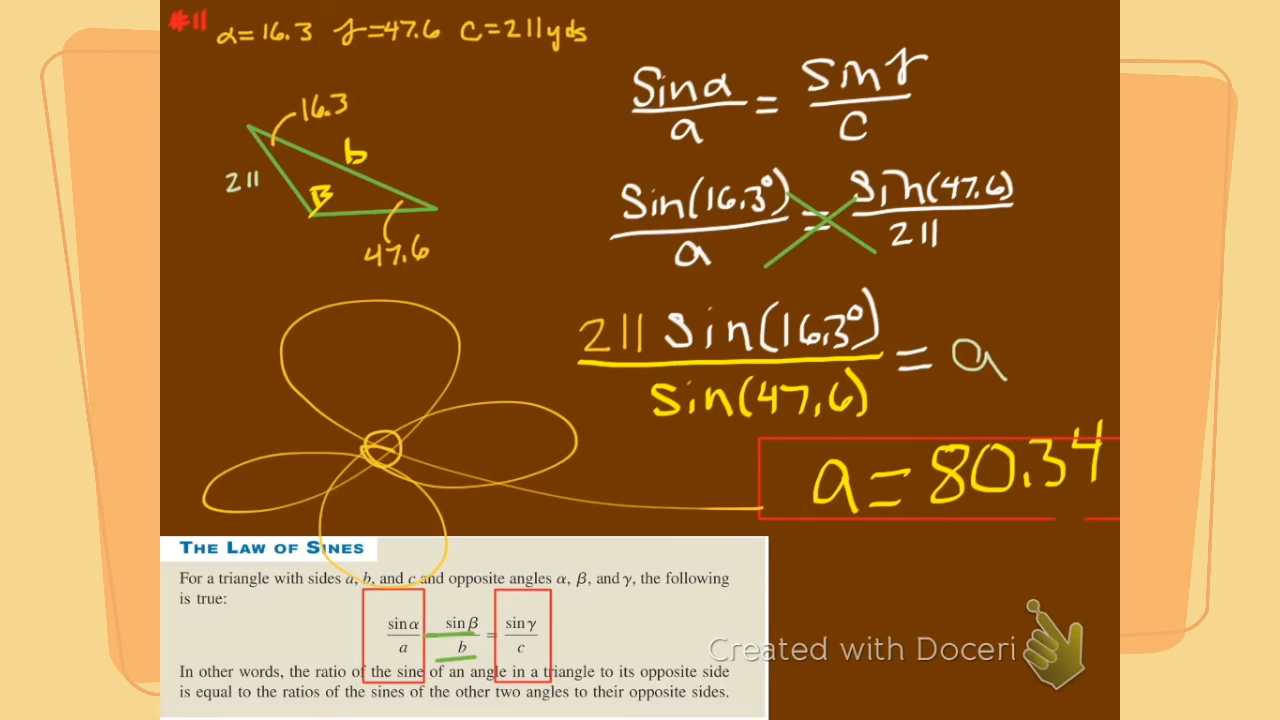 #11
α=16.3 γ=47.6 c=211yds
16.3
b
211
B
47.6
Sinα/a = Sinγ/c
Sin(16.3°)/a = Sin(47.6)/211
211 Sin(16.3°)/sin(47.6) = a
a=80.34
THE LAW OF SINES
For a triangle with sides a, b, and c and opposite angles α, β, and γ, the following
is true:
sin α/a = sin β/b = sin γ/c
In other words, the ratio of the sine of an angle in a triangle to its opposite side
is equal to the ratios of the sines of the other two angles to their opposite sides.
Created with Doceri